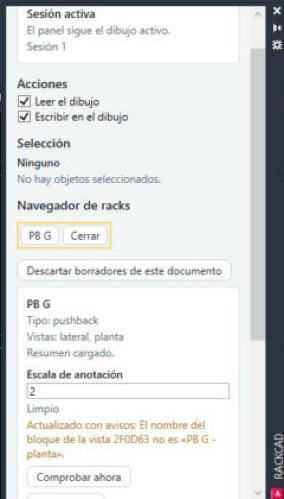 Sesión activa
El panel sigue el dibujo activo.
Sesión 1
Acciones
Leer el dibujo
Escribir en el dibujo
Selección
Ninguno
No hay objetos seleccionados.
Navegador de racks
PB G
Cerrar
Descartar borradores de este documento
PB G
Tipo: pushback
Vistas: lateral, planta
Resumen cargado.
Escala de anotación
2
Limpio
Actualizado con avisos: El nombre del
bloque de la vista 2F0D63 no es «PB G -
planta».
Comprobar ahora
RACKCAD